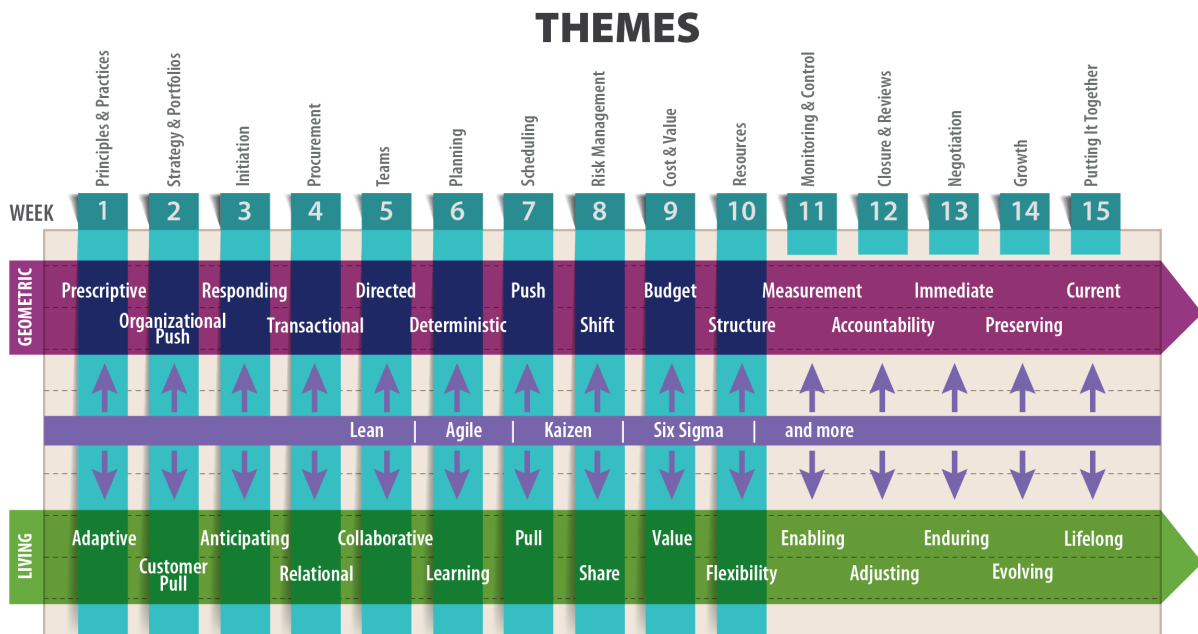 THEMES
Principles & Practices
Strategy & Portfolios
Initiation
Procurement
Teams
Planning
Scheduling
Risk Management
Cost & Value
Resources
Monitoring & Control
Closure & Reviews
Negotiation
Growth
Putting It Together
WEEK 1 2 3 4 5 6 7 8 9 10 11 12 13 14 15
GEOMETRIC
Prescriptive Responding Directed Push Budget Measurement Immediate Current
Organizational
Push
Transactional Deterministic Shift Structure Accountability Preserving
Lean | Agile | Kaizen | Six Sigma | and more
LIVING
Adaptive Anticipating Collaborative Pull Value Enabling Enduring Lifelong
Customer
Pull
Relational Learning Share Flexibility Adjusting Evolving